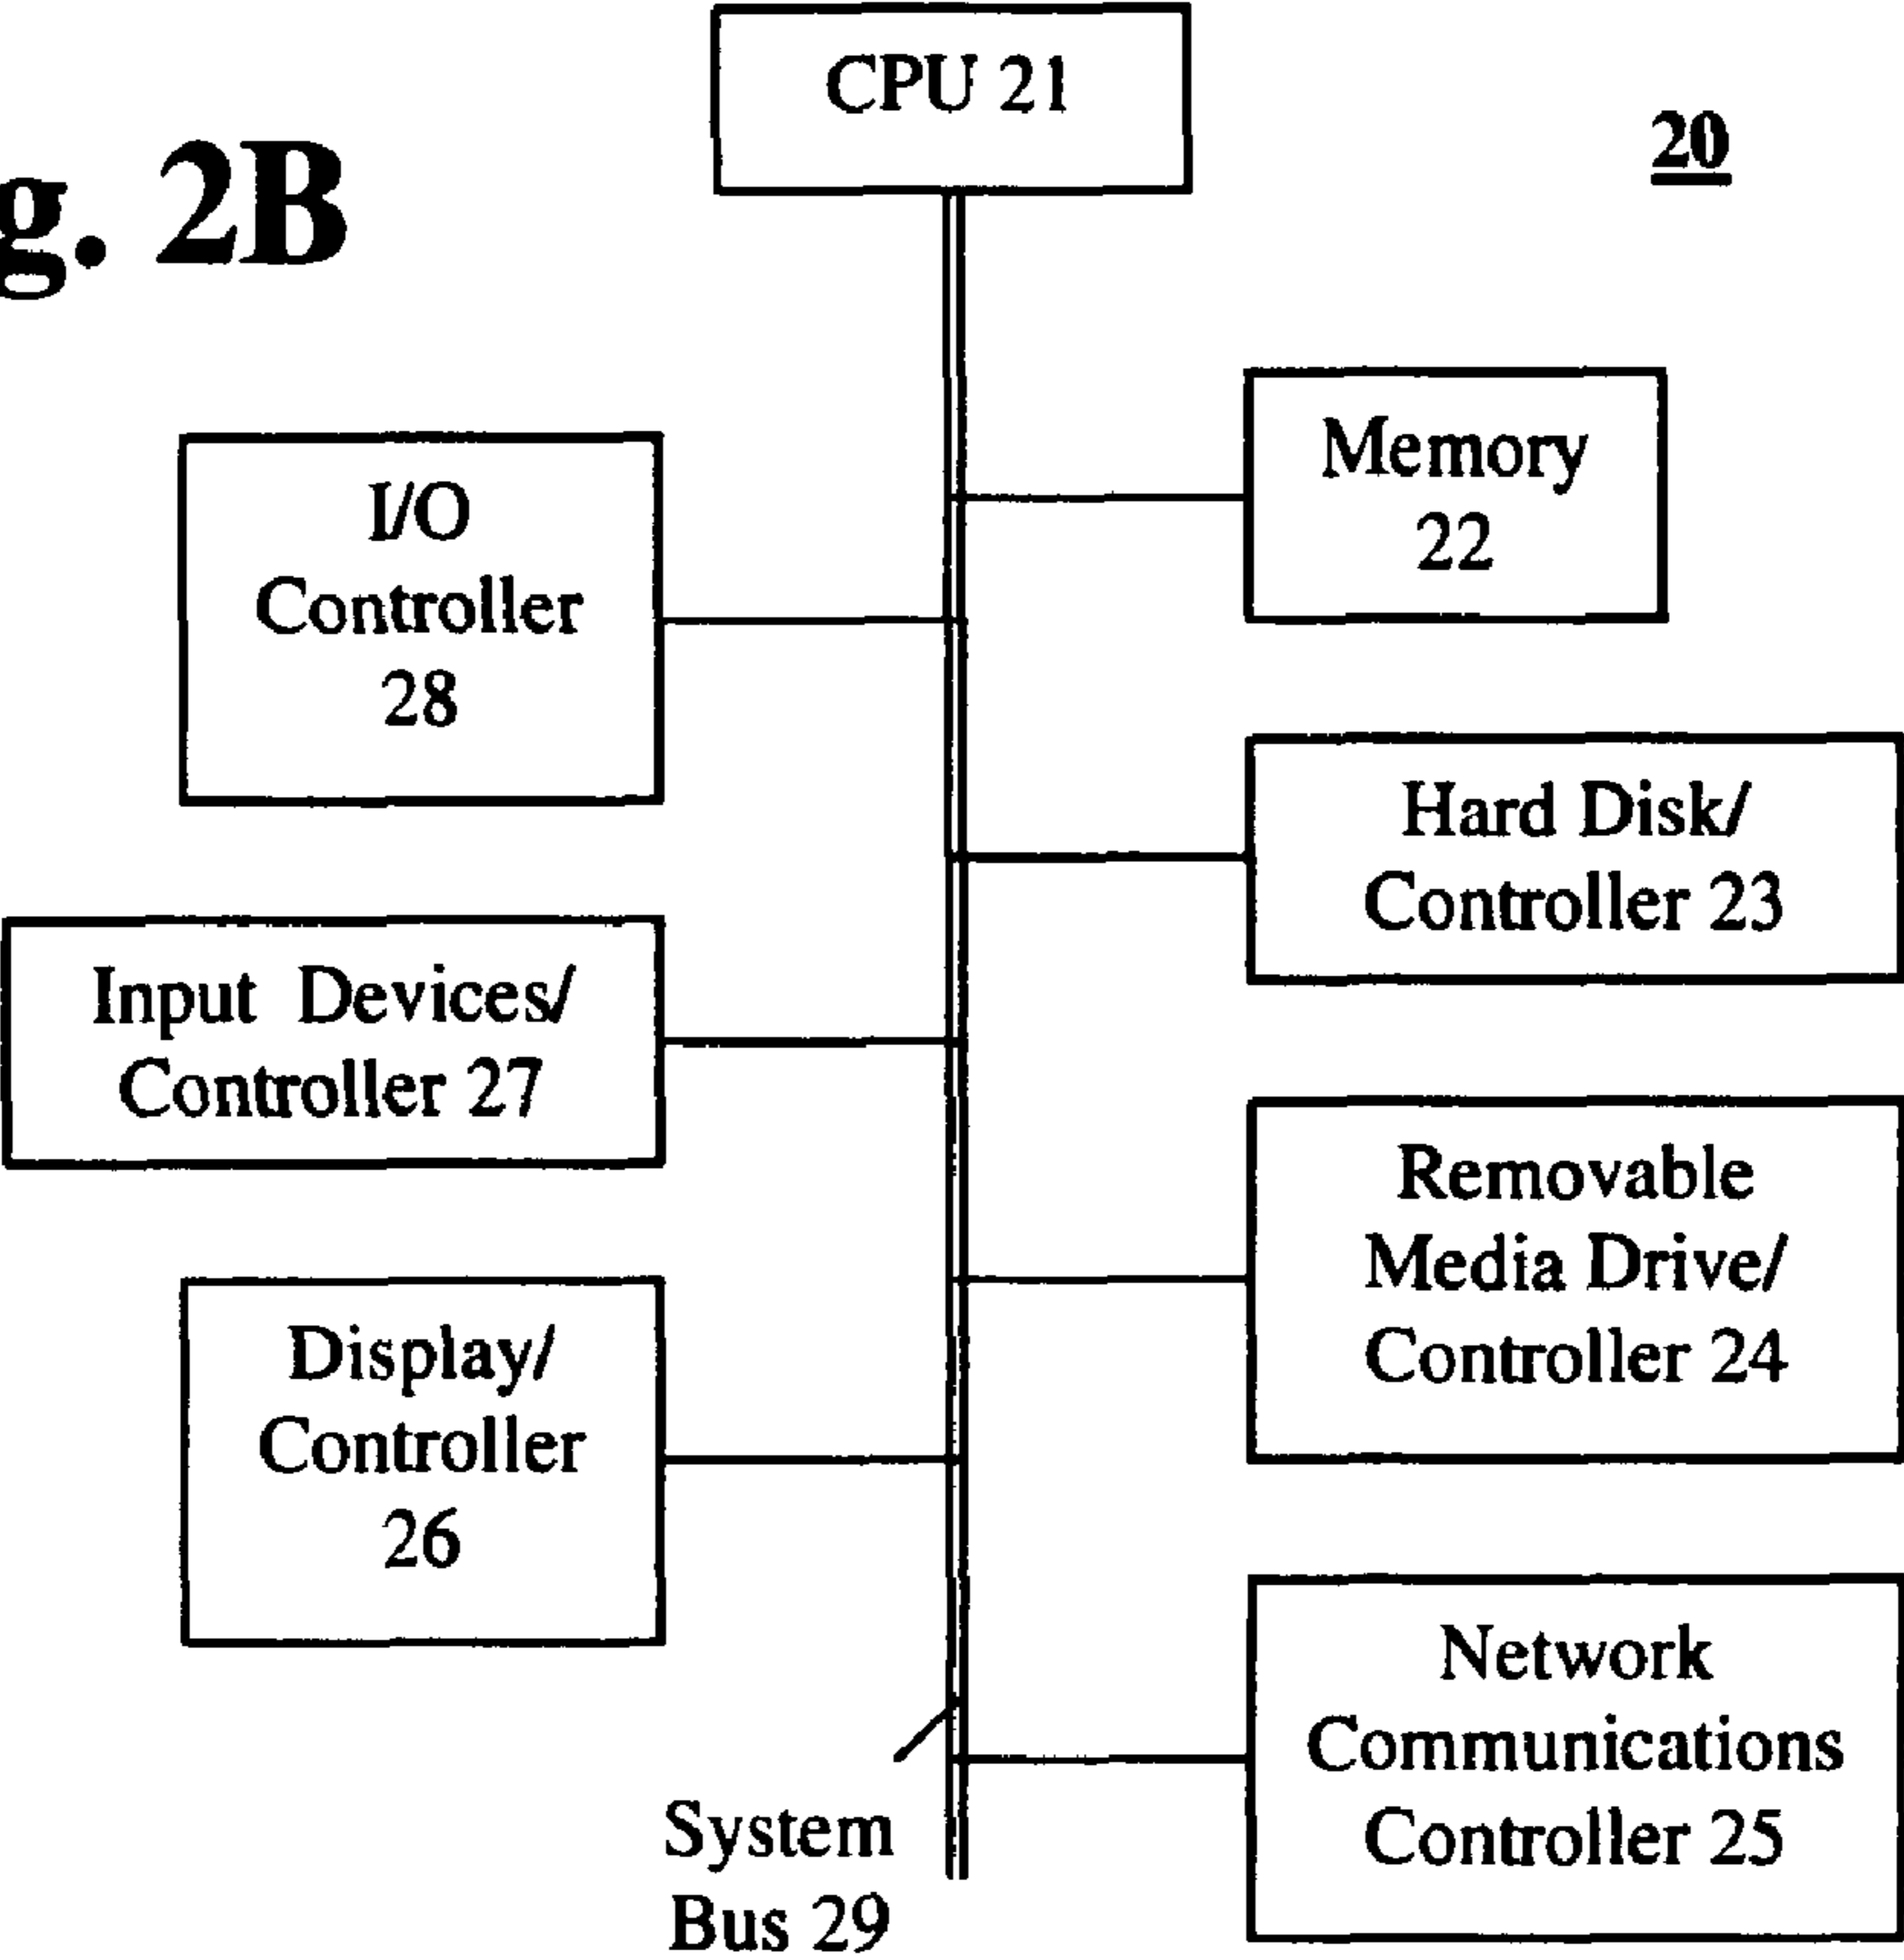 CPU 21
20
g. 2B
Memory
22
I/O
Controller
28
Hard Disk/
Controller 23
Input Devices/
Controller 27
Removable
Media Drive/
Controller 24
Display/
Controller
26
Network
Communications
Controller 25
System
Bus 29